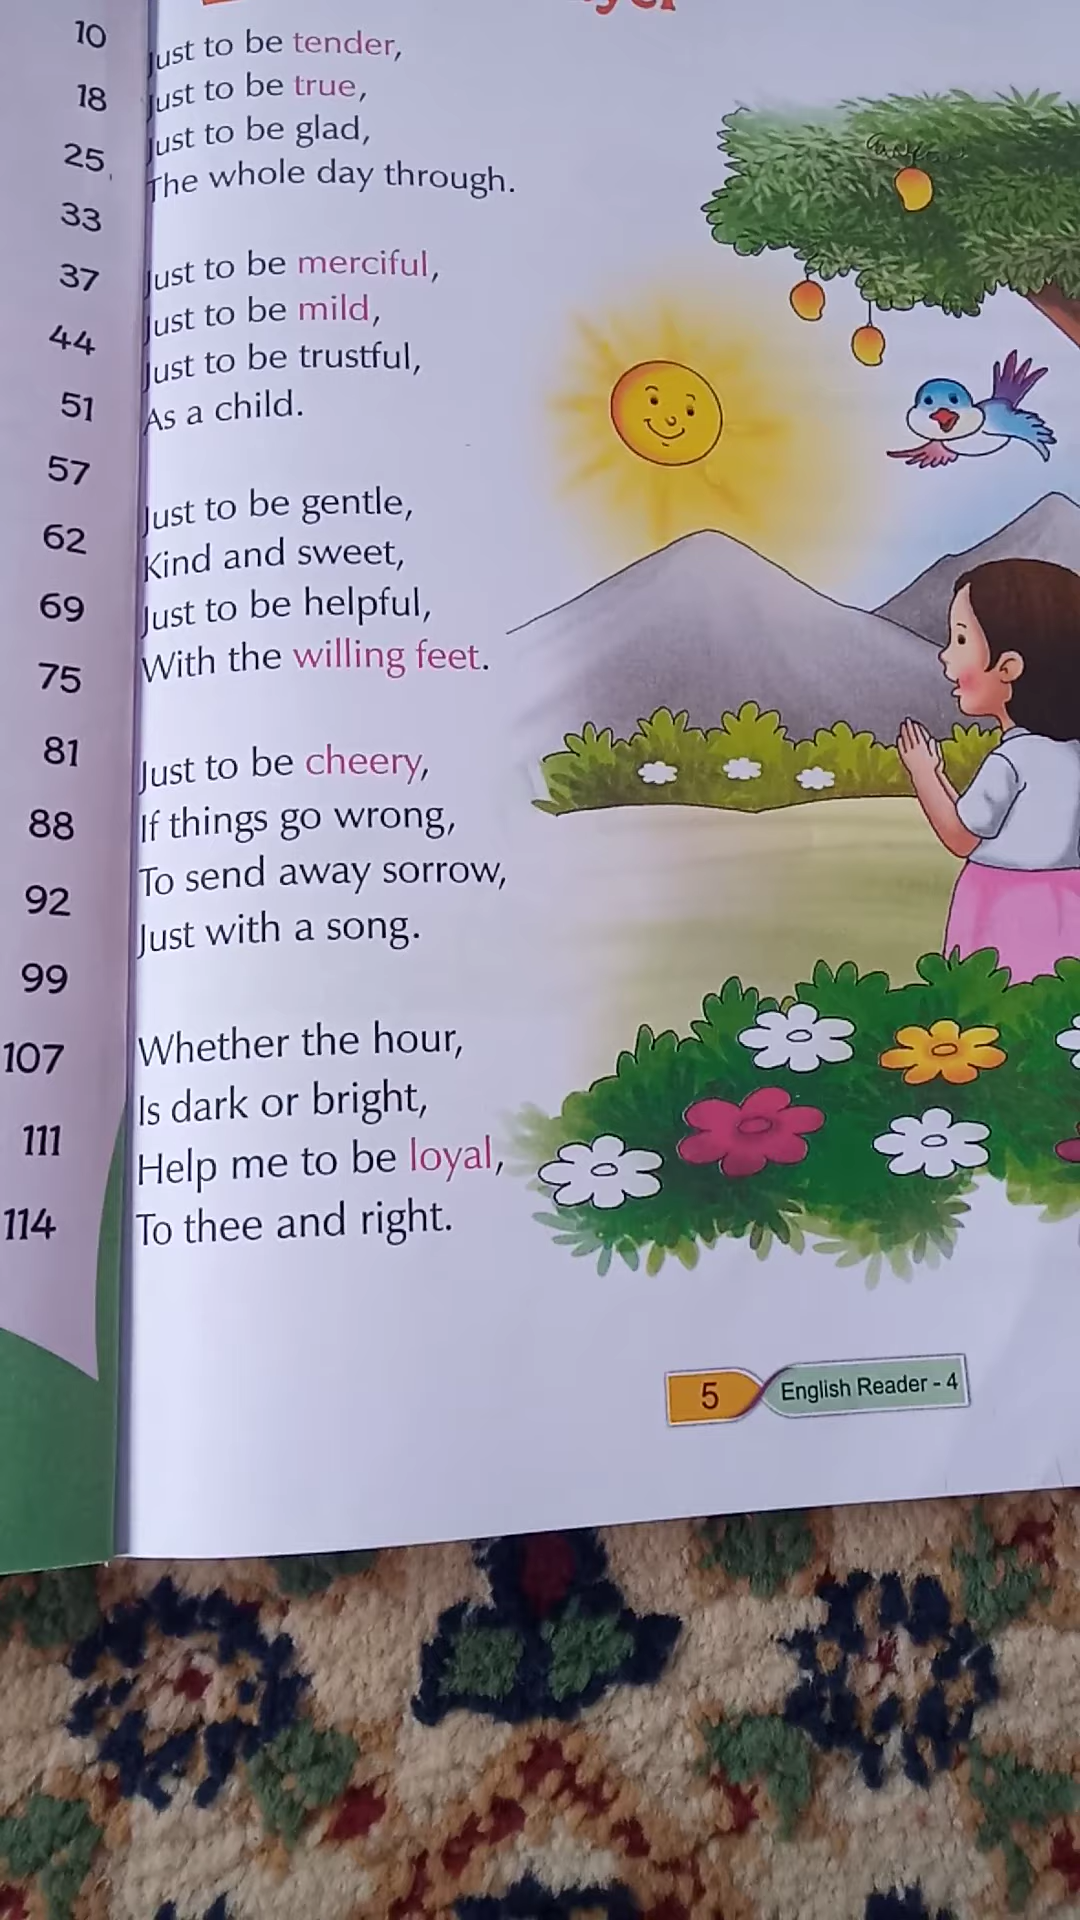 10
18
25
33
37
44
51
57
62
69
75
81
88
92
99
107
111
114
Just to be tender,
Just to be true,
Just to be glad,
The whole day through.
Just to be merciful,
Just to be mild,
Just to be trustful,
As a child.
Just to be gentle,
Kind and sweet,
Just to be helpful,
With the willing feet.
Just to be cheery,
If things go wrong,
To send away sorrow,
Just with a song.
Whether the hour,
Is dark or bright,
Help me to be loyal,
To thee and right.
5 English Reader - 4